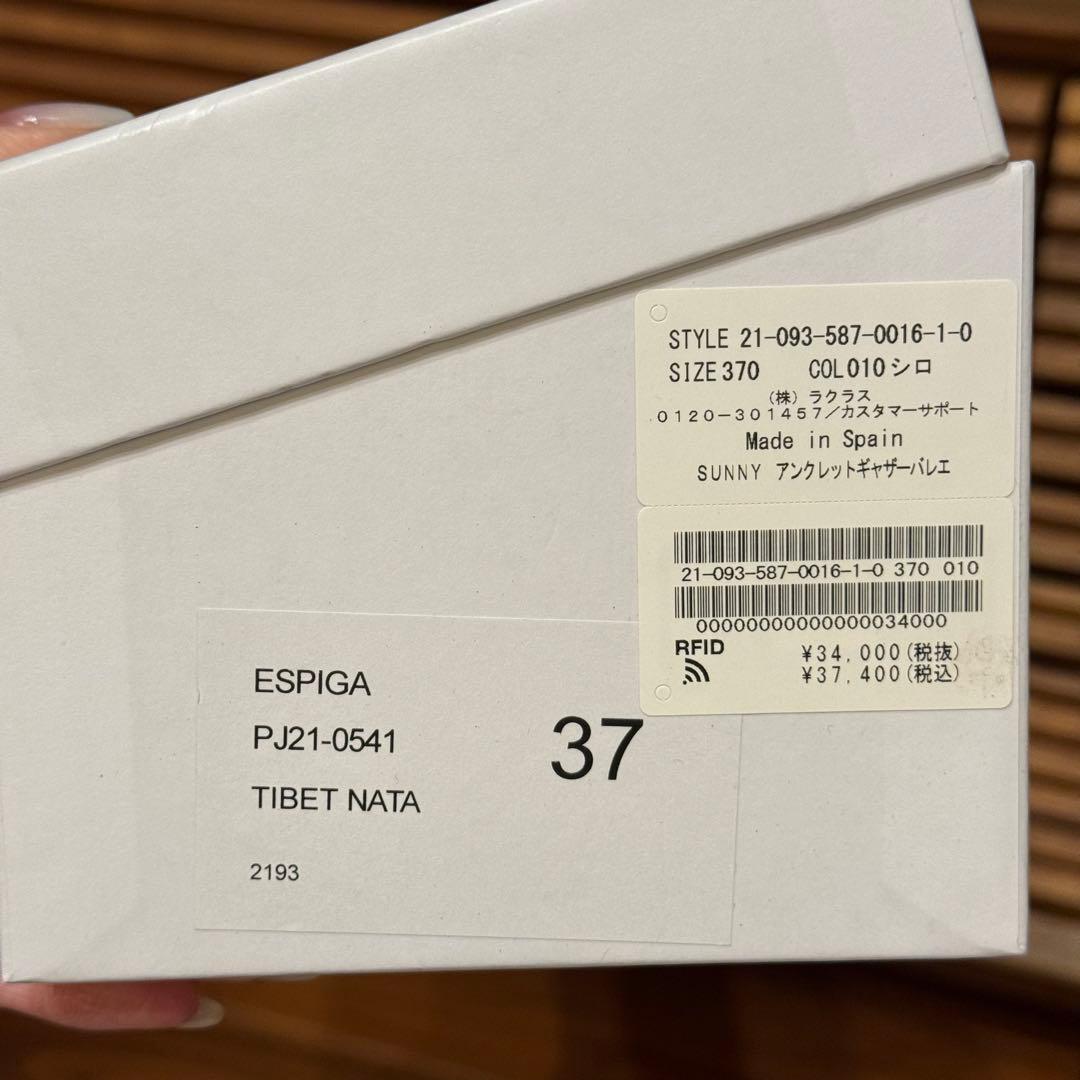 STYLE 21-093-587-0016-1-0
SIZE 370 COL 010 シロ
(株) ラクラス
0120-301457/カスタマーサポート
Made in Spain
SUNNY アンクレットギャザーバレエ
21-093-587-0016-1-0 370 010
00000000000000034000
RFID
¥34,000(税抜)
¥37,400(税込)
ESPIGA
PJ21-0541
37
TIBET NATA
2193